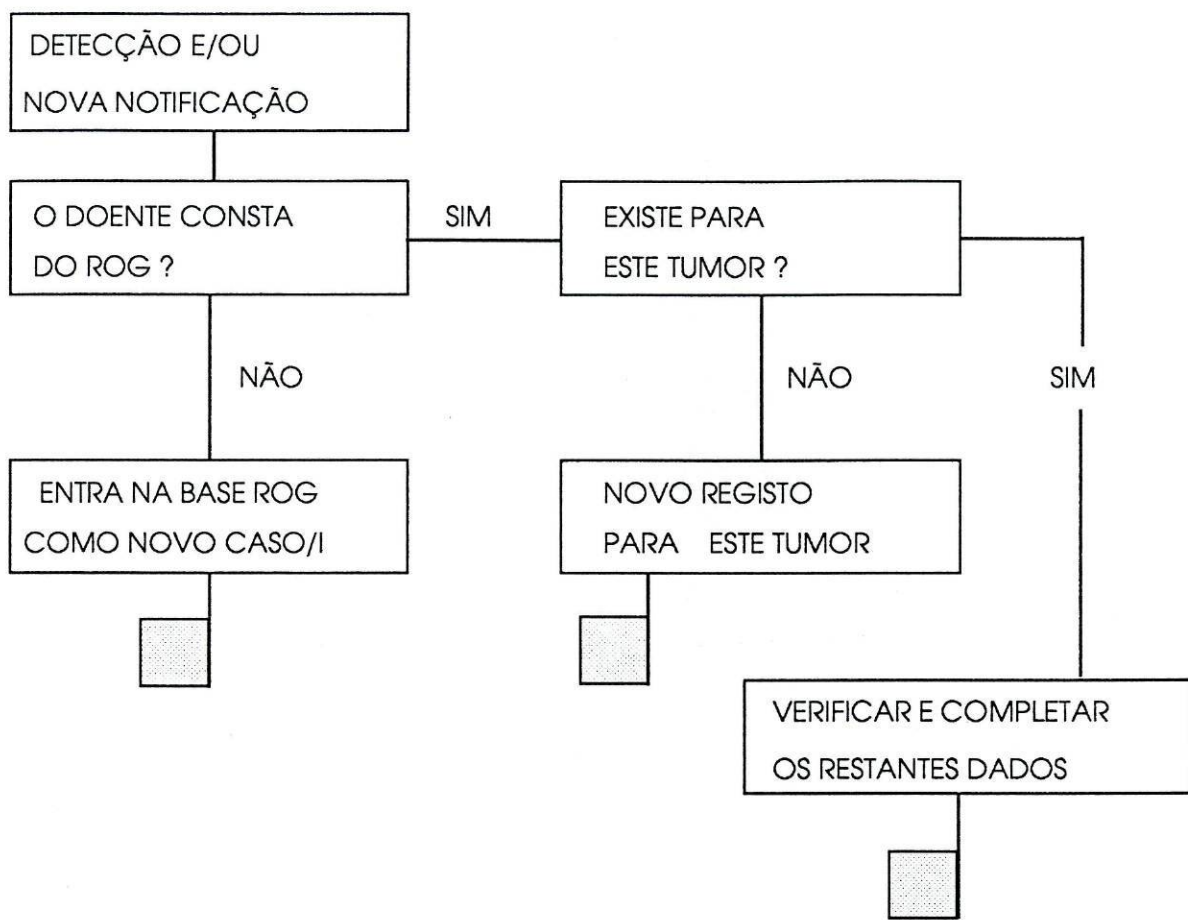 DETECÇÃO E/OU
NOVA NOTIFICAÇÃO
O DOENTE CONSTA
DO ROG ?
SIM
EXISTE PARA
ESTE TUMOR ?
NÃO
NÃO
SIM
ENTRA NA BASE ROG
COMO NOVO CASO/I
NOVO REGISTO
PARA ESTE TUMOR
VERIFICAR E COMPLETAR
OS RESTANTES DADOS